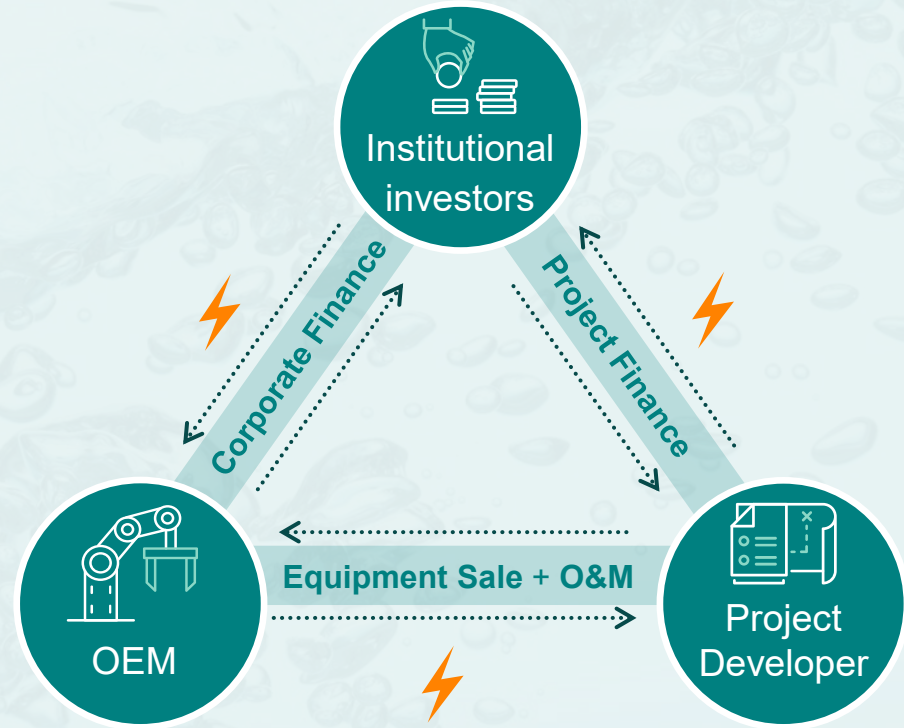 Institutional
investors
Corporate Finance
Project Finance
Equipment Sale + O&M
OEM
Project
Developer